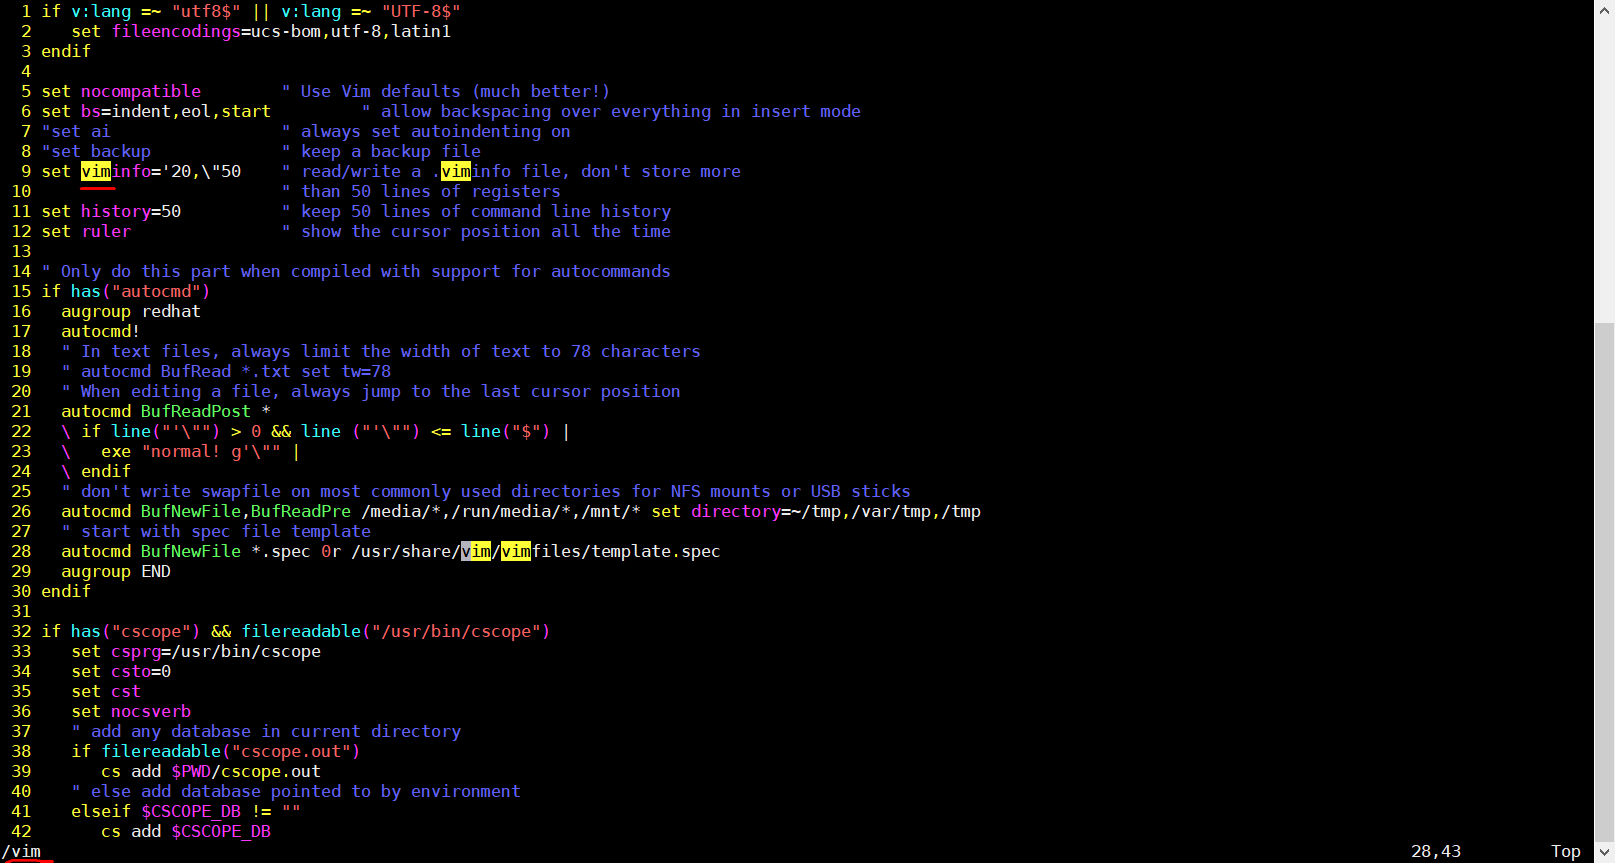 1 if v:lang =~ "utf8$" || v:lang =~ "UTF-8$"
2    set fileencodings=ucs-bom,utf-8,latin1
3 endif
4
5 set nocompatible        " Use Vim defaults (much better!)
6 set bs=indent,eol,start         " allow backspacing over everything in insert mode
7 "set ai                 " always set autoindenting on
8 "set backup             " keep a backup file
9 set viminfo='20,\"50    " read/write a .viminfo file, don't store more
10                         " than 50 lines of registers
11 set history=50          " keep 50 lines of command line history
12 set ruler               " show the cursor position all the time
13
14 " Only do this part when compiled with support for autocommands
15 if has("autocmd")
16   augroup redhat
17   autocmd!
18   " In text files, always limit the width of text to 78 characters
19   " autocmd BufRead *.txt set tw=78
20   " When editing a file, always jump to the last cursor position
21   autocmd BufReadPost *
22   \ if line("'\"") > 0 && line ("'\"") <= line("$") |
23   \   exe "normal! g'\"" |
24   \ endif
25   " don't write swapfile on most commonly used directories for NFS mounts or USB sticks
26   autocmd BufNewFile,BufReadPre /media/*,/run/media/*,/mnt/* set directory=~/tmp,/var/tmp,/tmp
27   " start with spec file template
28   autocmd BufNewFile *.spec 0r /usr/share/vim/vimfiles/template.spec
29   augroup END
30 endif
31
32 if has("cscope") && filereadable("/usr/bin/cscope")
33    set csprg=/usr/bin/cscope
34    set csto=0
35    set cst
36    set nocsverb
37    " add any database in current directory
38    if filereadable("cscope.out")
39       cs add $PWD/cscope.out
40    " else add database pointed to by environment
41    elseif $CSCOPE_DB != ""
42       cs add $CSCOPE_DB
/vim 28,43 Top